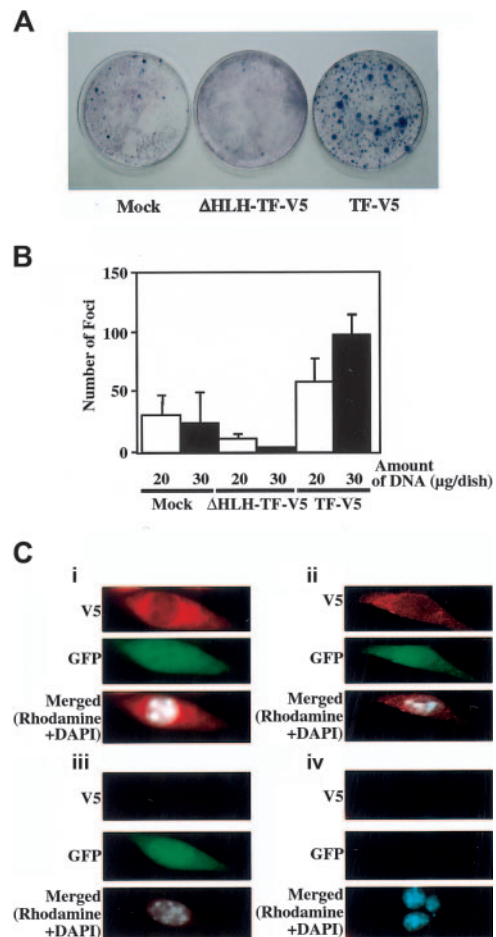 A
Mock ΔHLH-TF-V5 TF-V5
B
150
100
50
0
Number of Foci
20 30 20 30 20 30
Amount
of DNA (μg/dish)
Mock ΔHLH-TF-V5 TF-V5
C
i ii
V5 V5
GFP GFP
Merged Merged
(Rhodamine (Rhodamine
+DAPI) +DAPI)
iii iv
V5 V5
GFP GFP
Merged Merged
(Rhodamine (Rhodamine
+DAPI) +DAPI)